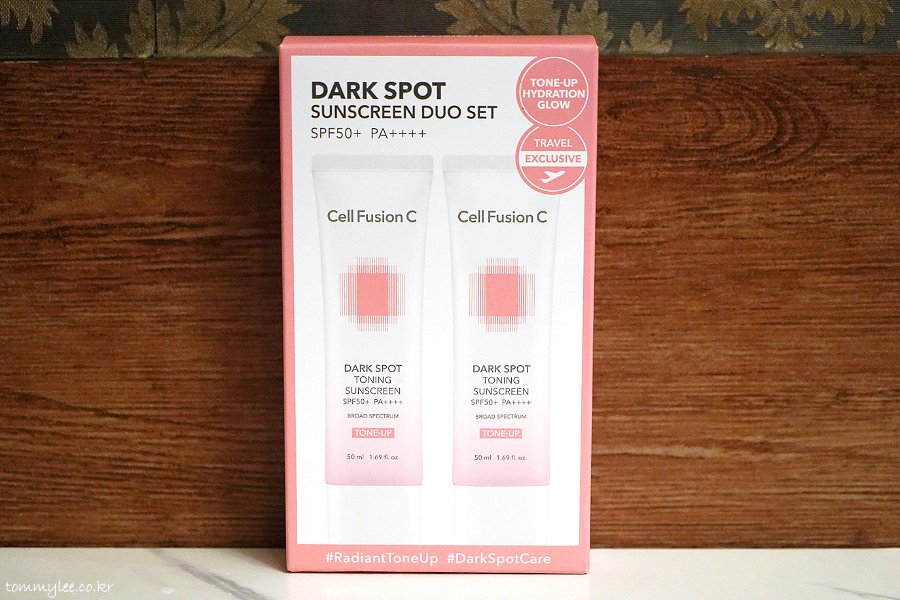 DARK SPOT
SUNSCREEN DUO SET
SPF50+ PA++++
TONE-UP
HYDRATION
GLOW
TRAVEL
EXCLUSIVE
Cell Fusion C
DARK SPOT
TONING
SUNSCREEN
SPF50+ PA++++
BROAD SPECTRUM
TONE-UP
50 ml 1.69 fl. oz.
Cell Fusion C
DARK SPOT
TONING
SUNSCREEN
SPF50+ PA++++
BROAD SPECTRUM
TONE-UP
50 ml 1.69 fl. oz.
#RadiantToneUp #DarkSpotCare
tommylee.co.kr